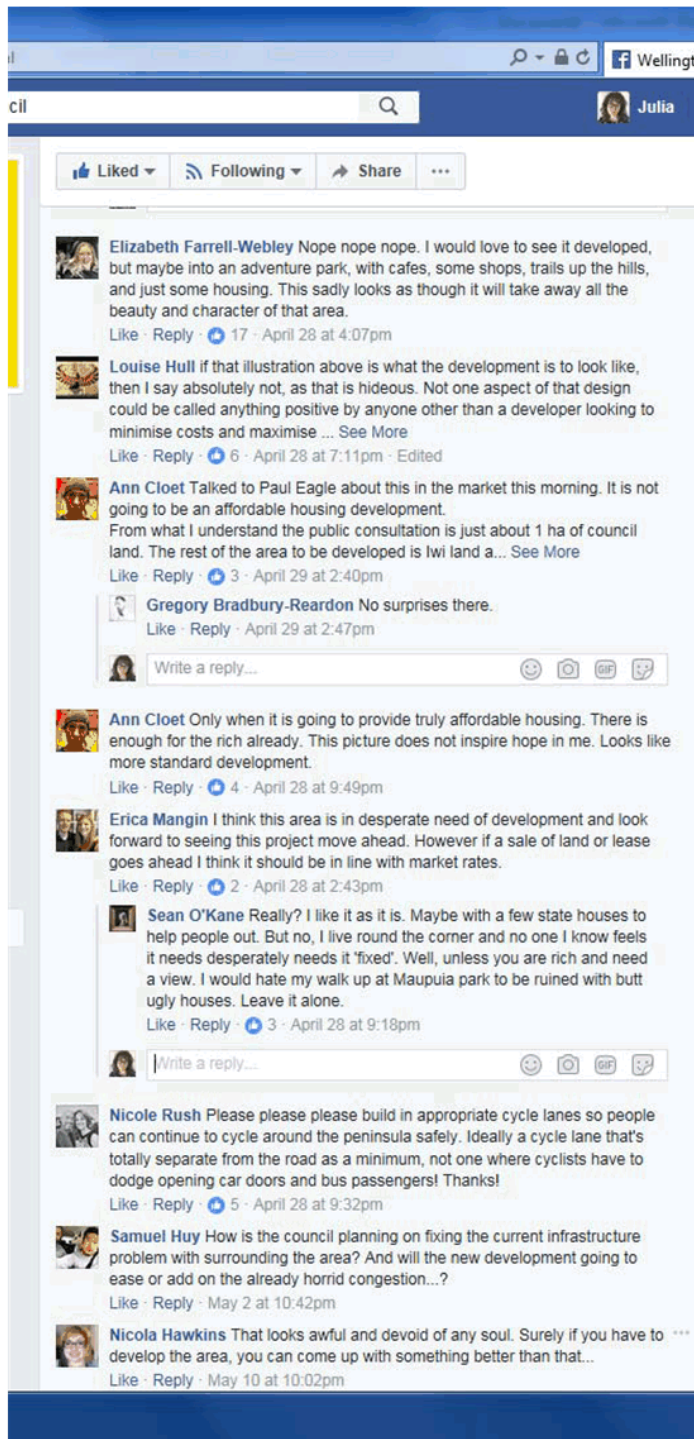 Wellingt
cil
Julia
Liked
Following
Share
Elizabeth Farrell-Webley Nope nope nope. I would love to see it developed,
but maybe into an adventure park, with cafes, some shops, trails up the hills,
and just some housing. This sadly looks as though it will take away all the
beauty and character of that area.
Like · Reply · 17 · April 28 at 4:07pm
Louise Hull if that illustration above is what the development is to look like,
then I say absolutely not, as that is hideous. Not one aspect of that design
could be called anything positive by anyone other than a developer looking to
minimise costs and maximise ... See More
Like · Reply · 6 · April 28 at 7:11pm · Edited
Ann Cloet Talked to Paul Eagle about this in the market this morning. It is not
going to be an affordable housing development.
From what I understand the public consultation is just about 1 ha of council
land. The rest of the area to be developed is Iwi land a... See More
Like · Reply · 3 · April 29 at 2:40pm
Gregory Bradbury-Reardon No surprises there.
Like · Reply · April 29 at 2:47pm
Write a reply...
GIF
Ann Cloet Only when it is going to provide truly affordable housing. There is
enough for the rich already. This picture does not inspire hope in me. Looks like
more standard development.
Like · Reply · 4 · April 28 at 9:49pm
Erica Mangin I think this area is in desperate need of development and look
forward to seeing this project move ahead. However if a sale of land or lease
goes ahead I think it should be in line with market rates.
Like · Reply · 2 · April 28 at 2:43pm
Sean O'Kane Really? I like it as it is. Maybe with a few state houses to
help people out. But no, I live round the corner and no one I know feels
it needs desperately needs it 'fixed'. Well, unless you are rich and need
a view. I would hate my walk up at Maupuia park to be ruined with butt
ugly houses. Leave it alone.
Like · Reply · 3 · April 28 at 9:18pm
Write a reply...
GIF
Nicole Rush Please please please build in appropriate cycle lanes so people
can continue to cycle around the peninsula safely. Ideally a cycle lane that's
totally separate from the road as a minimum, not one where cyclists have to
dodge opening car doors and bus passengers! Thanks!
Like · Reply · 5 · April 28 at 9:32pm
Samuel Huy How is the council planning on fixing the current infrastructure
problem with surrounding the area? And will the new development going to
ease or add on the already horrid congestion...?
Like · Reply · May 2 at 10:42pm
Nicola Hawkins That looks awful and devoid of any soul. Surely if you have to
develop the area, you can come up with something better than that...
Like · Reply · May 10 at 10:02pm